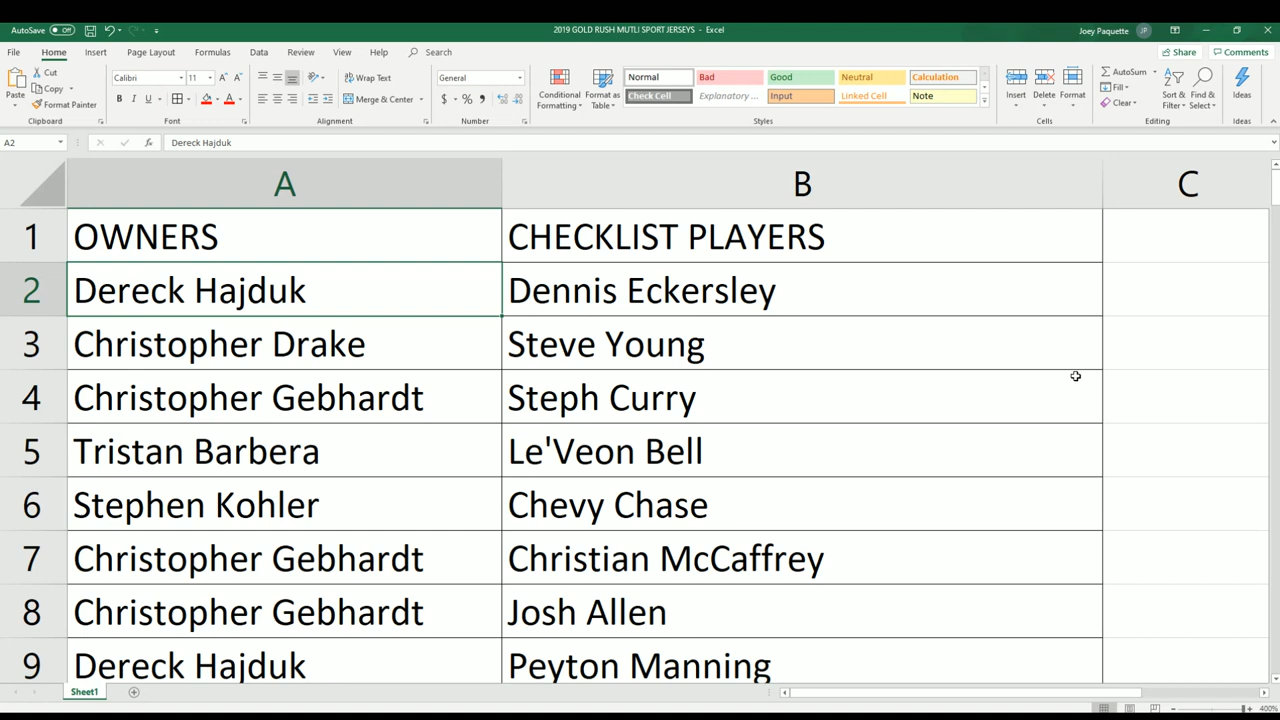 AutoSave Off 2019 GOLD RUSH MUTLI SPORT JERSEYS - Excel Joey Paquette JP
File Home Insert Page Layout Formulas Data Review View Help Search Share Comments
Paste Cut Copy Format Painter Clipboard
Calibri 11 B I U A A Font
Wrap Text Merge & Center Alignment
General $ % , Number
Conditional Formatting Format as Table
Normal Bad Good Neutral Calculation
Check Cell Explanatory ... Input Linked Cell Note
Styles
Insert Delete Format Cells
AutoSum Fill Clear Sort & Filter Find & Select Editing
Ideas Ideas
A2 fx Dereck Hajduk
A B C
1 OWNERS CHECKLIST PLAYERS
2 Dereck Hajduk Dennis Eckersley
3 Christopher Drake Steve Young
4 Christopher Gebhardt Steph Curry
5 Tristan Barbera Le'Veon Bell
6 Stephen Kohler Chevy Chase
7 Christopher Gebhardt Christian McCaffrey
8 Christopher Gebhardt Josh Allen
9 Dereck Hajduk Peyton Manning
Sheet1
400%